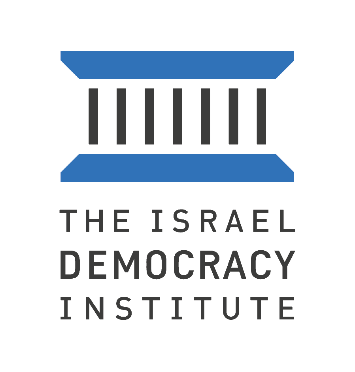 THE ISRAEL
DEMOCRACY
INSTITUTE